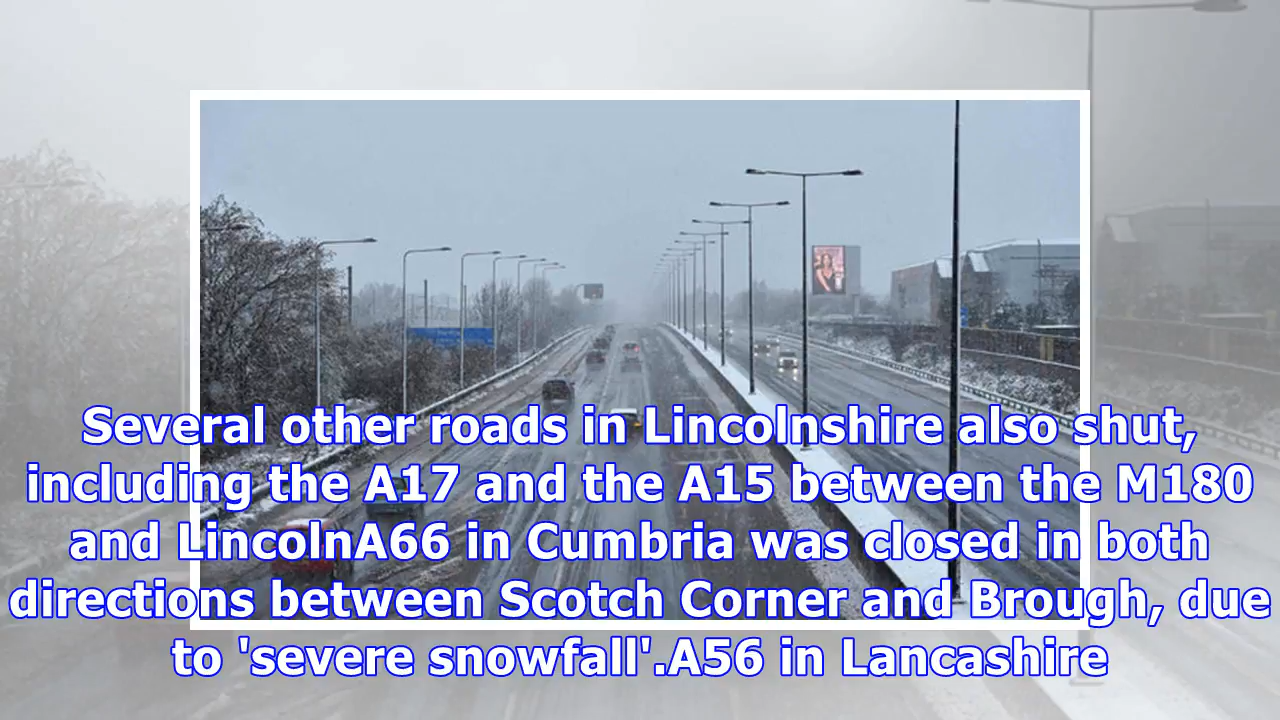 Several other roads in Lincolnshire also shut,
including the A17 and the A15 between the M180
and LincolnA66 in Cumbria was closed in both
directions between Scotch Corner and Brough, due
to 'severe snowfall'.A56 in Lancashire